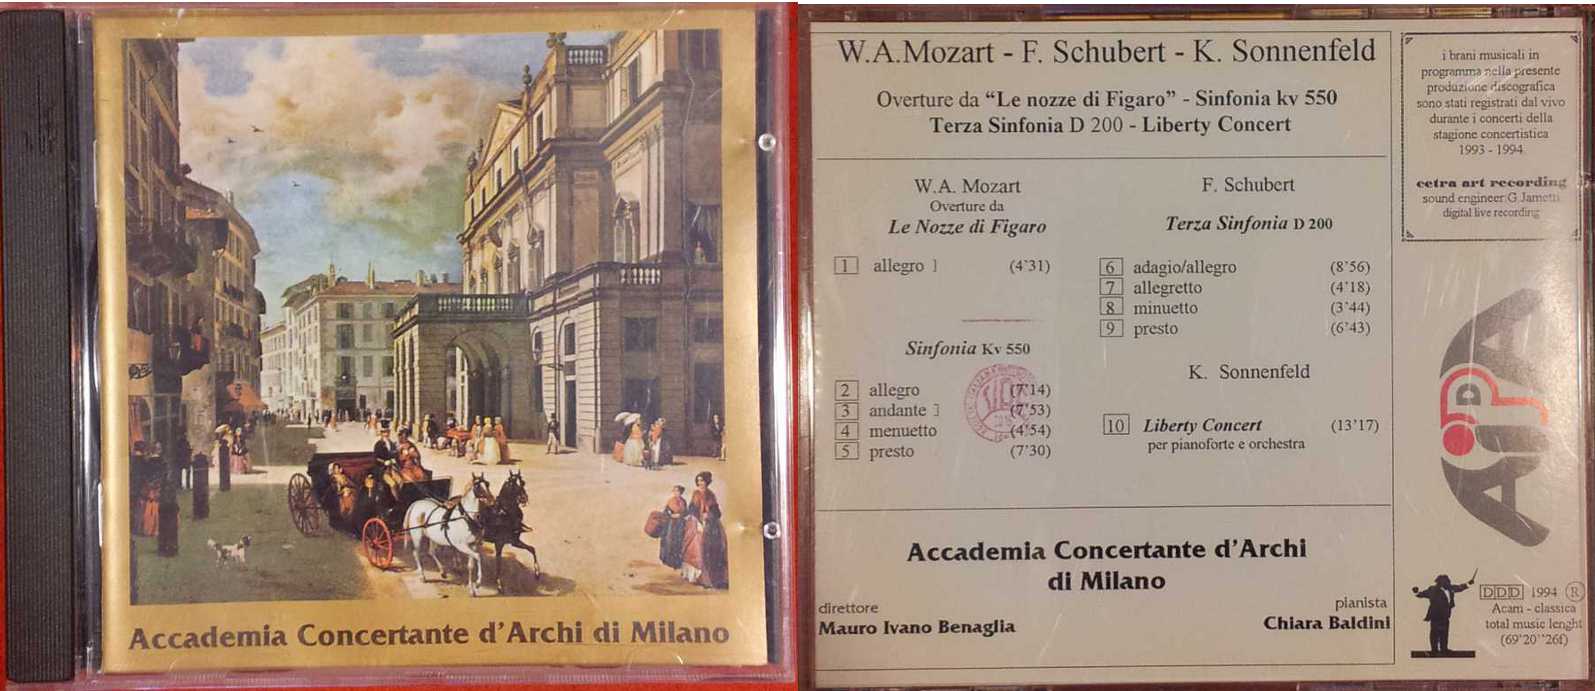 Accademia Concertante d'Archi di Milano
W.A.Mozart - F. Schubert - K. Sonnenfeld
Overture da “Le nozze di Figaro” - Sinfonia kv 550
Terza Sinfonia D 200 - Liberty Concert
W.A. Mozart
Overture da
Le Nozze di Figaro
1 allegro ] (4'31)
Sinfonia Kv 550
2 allegro (7'14)
3 andante ] (7'53)
4 menuetto (4'54)
5 presto (7'30)
F. Schubert
Terza Sinfonia D 200
6 adagio/allegro (8'56)
7 allegretto (4'18)
8 minuetto (3'44)
9 presto (6'43)
K. Sonnenfeld
10 Liberty Concert (13'17)
per pianoforte e orchestra
Accademia Concertante d'Archi
di Milano
direttore
Mauro Ivano Benaglia
pianista
Chiara Baldini
i brani musicali in
programma nella presente
produzione discografica
sono stati registrati dal vivo
durante i concerti della
stagione concertistica
1993 - 1994
cetra art recording
sound engineer G.Jametti
digital live recording
AiDA
DDD 1994 ®
Acam - classica
total music lenght
(69'20''26f)